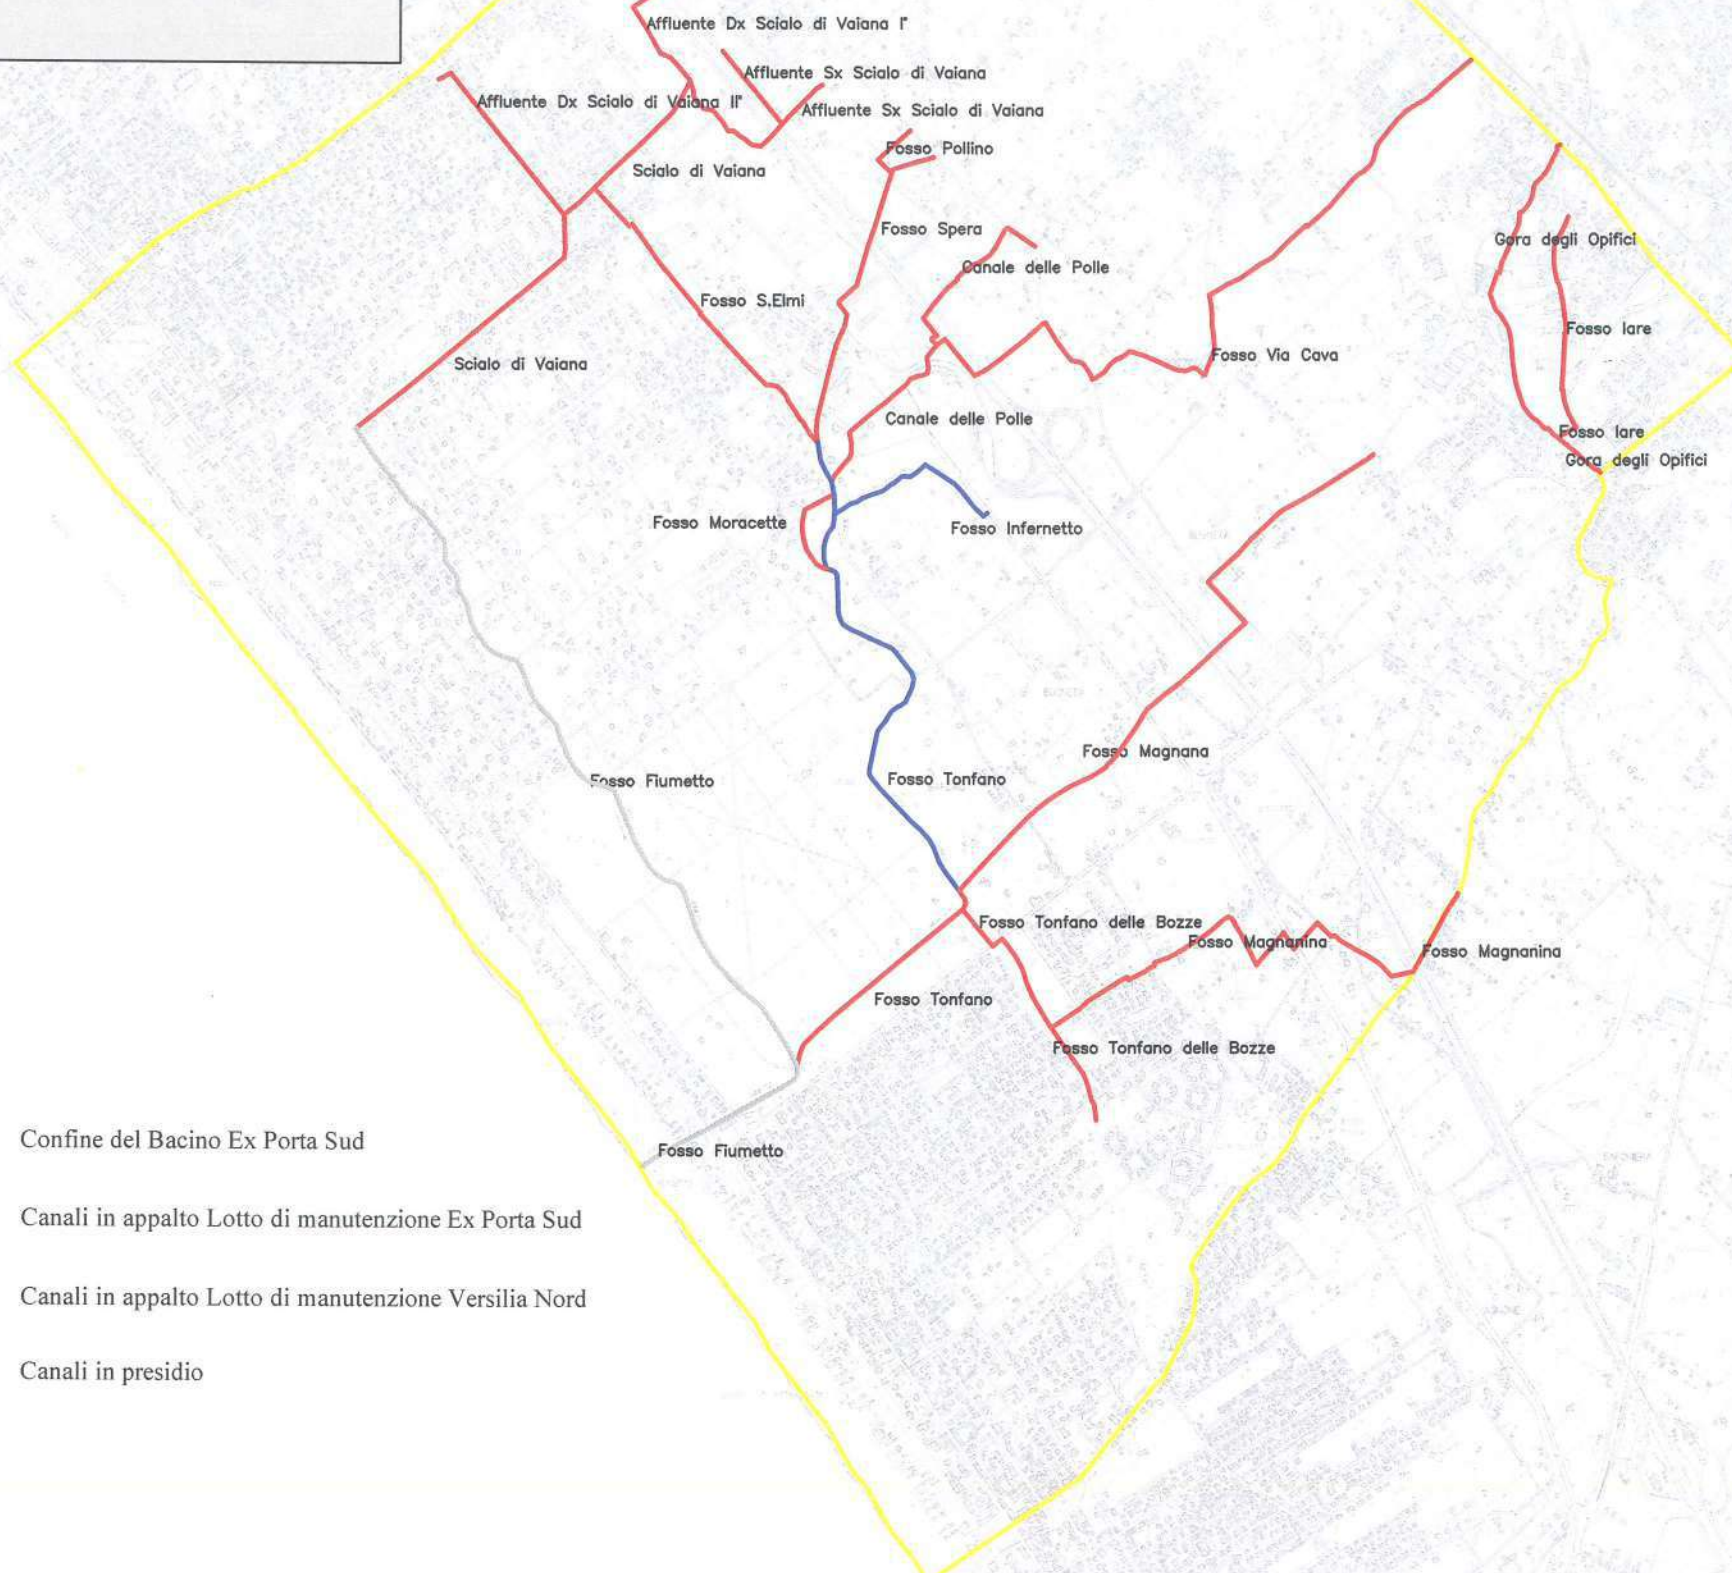 Affluente Dx Scialo di Vaiana I°
Affluente Sx Scialo di Vaiana
Affluente Dx Scialo di Vaiana II°
Affluente Sx Scialo di Vaiana
Fosso Pollino
Scialo di Vaiana
Fosso Spera
Gora degli Opifici
Canale delle Polle
Fosso S.Elmi
Fosso Iare
Fosso Via Cava
Scialo di Vaiana
Canale delle Polle
Fosso Iare
Gora degli Opifici
Fosso Moracette
Fosso Infernetto
Fosso Magnana
Fosso Fiumetto
Fosso Tonfano
Fosso Tonfano delle Bozze
Fosso Magnanina
Fosso Magnanina
Fosso Tonfano
Fosso Tonfano delle Bozze
Fosso Fiumetto
Confine del Bacino Ex Porta Sud
Canali in appalto Lotto di manutenzione Ex Porta Sud
Canali in appalto Lotto di manutenzione Versilia Nord
Canali in presidio